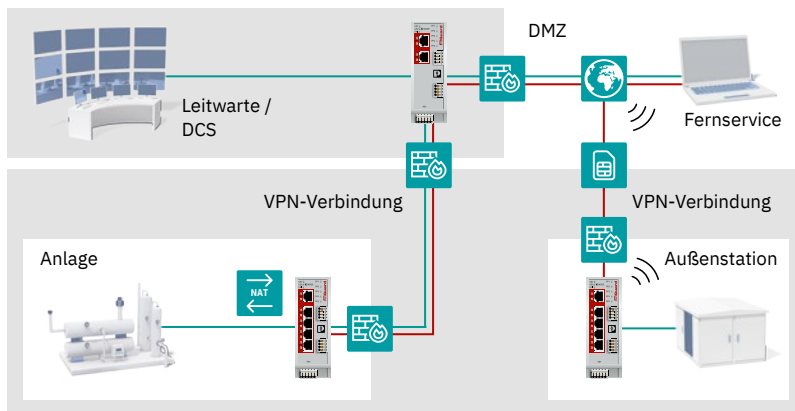 DMZ
Leitwarte /
DCS
Fernservice
VPN-Verbindung
VPN-Verbindung
Anlage
NAT
Außenstation